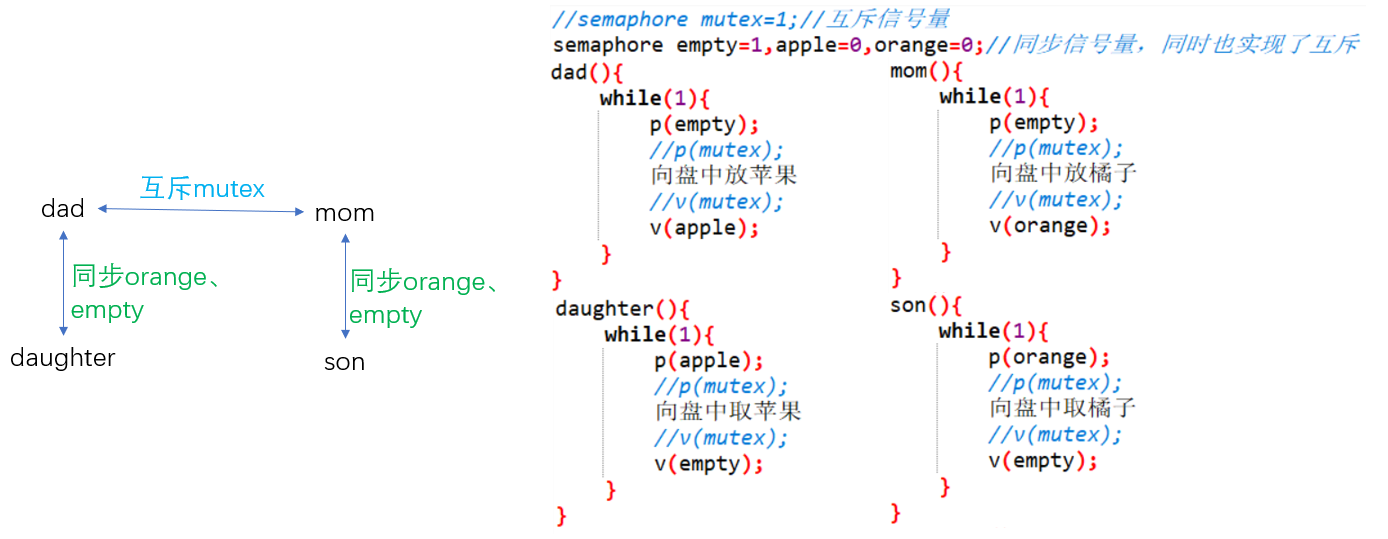 互斥mutex
dad
mom
同步orange、
empty
同步orange、
empty
daughter
son
//semaphore mutex=1;//互斥信号量
semaphore empty=1,apple=0,orange=0;//同步信号量，同时也实现了互斥
dad(){
while(1){
p(empty);
//p(mutex);
向盘中放苹果
//v(mutex);
v(apple);
}
}
mom(){
while(1){
p(empty);
//p(mutex);
向盘中放橘子
//v(mutex);
v(orange);
}
}
daughter(){
while(1){
p(apple);
//p(mutex);
向盘中取苹果
//v(mutex);
v(empty);
}
}
son(){
while(1){
p(orange);
//p(mutex);
向盘中取橘子
//v(mutex);
v(empty);
}
}